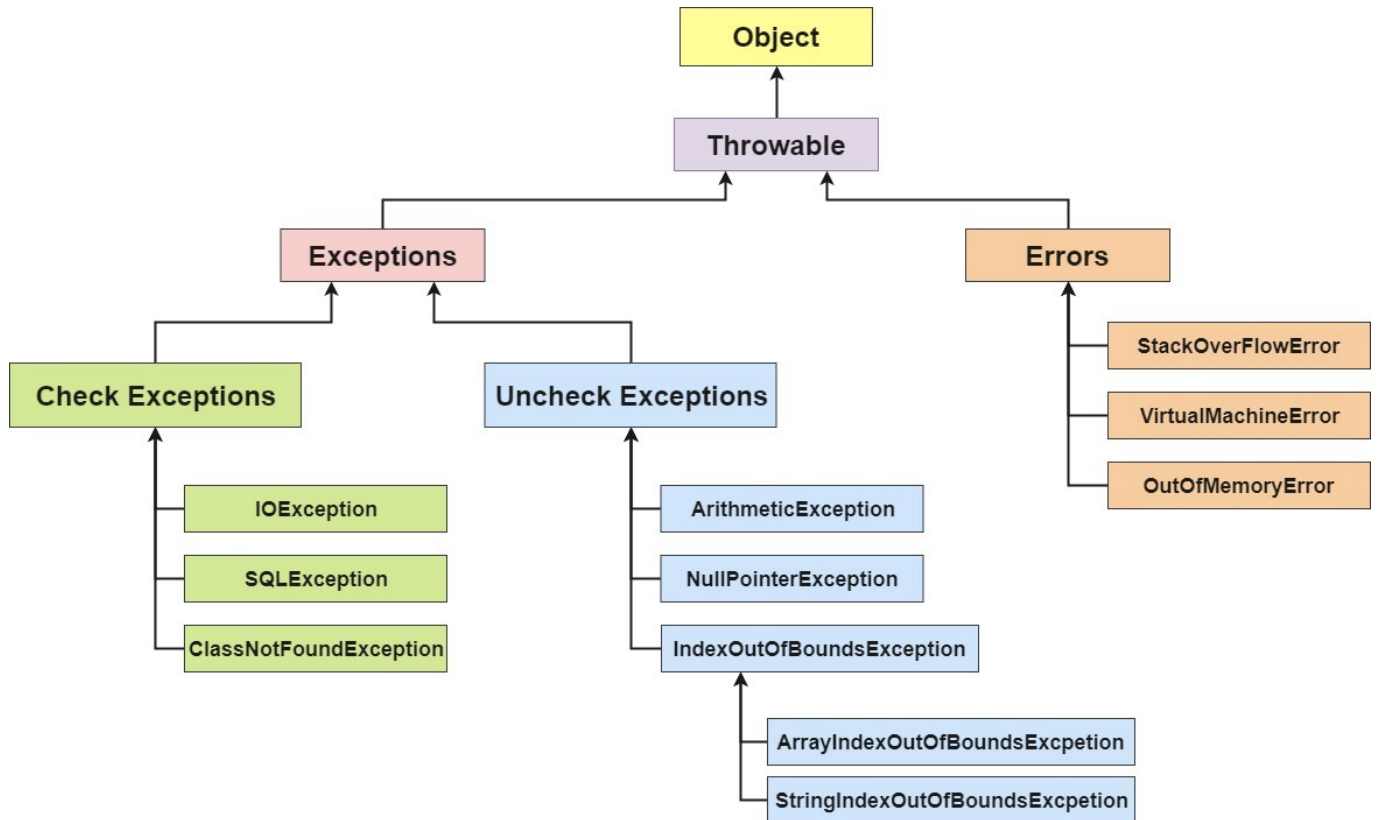 Object
Throwable
Exceptions
Errors
StackOverFlowError
Check Exceptions
Uncheck Exceptions
VirtualMachineError
OutOfMemoryError
IOException
ArithmeticException
SQLException
NullPointerException
ClassNotFoundException
IndexOutOfBoundsException
ArrayIndexOutOfBoundsExcpetion
StringIndexOutOfBoundsExcpetion